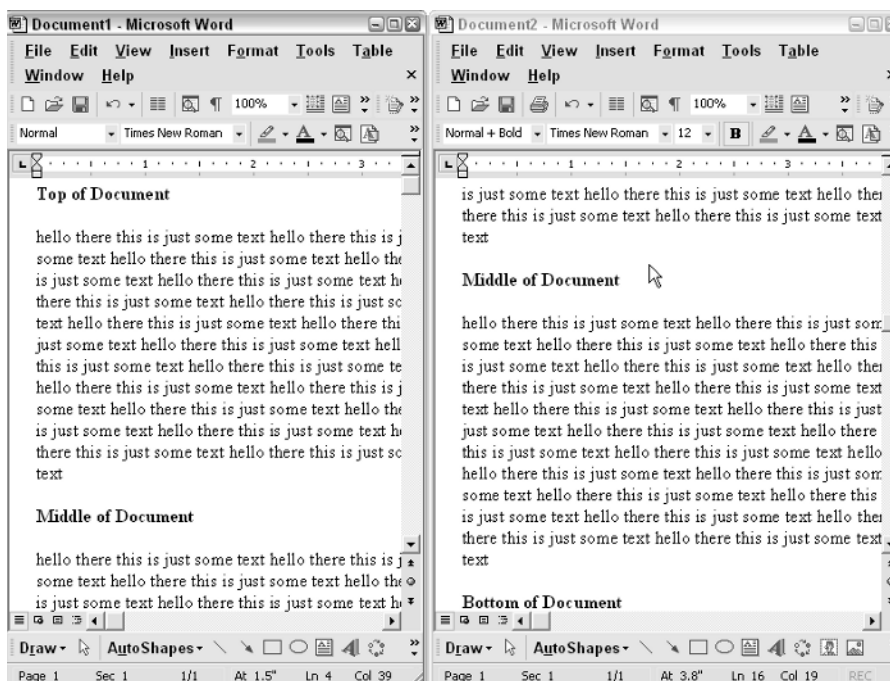 Document1 - Microsoft Word
File Edit View Insert Format Tools Table
Window Help
100%
Normal Times New Roman
1 2 3
Top of Document
hello there this is just some text hello there this is j
some text hello there this is just some text hello the
is just some text hello there this is just some text h
there this is just some text hello there this is just sc
text hello there this is just some text hello there thi
just some text hello there this is just some text hell
this is just some text hello there this is just some te
hello there this is just some text hello there this is j
some text hello there this is just some text hello the
is just some text hello there this is just some text h
there this is just some text hello there this is just sc
text
Middle of Document
hello there this is just some text hello there this is j
some text hello there this is just some text hello the
is just some text hello there this is just some text h
Draw AutoShapes
Page 1 Sec 1 1/1 At 1.5" Ln 4 Col 39
Document2 - Microsoft Word
File Edit View Insert Format Tools Table
Window Help
100%
Normal + Bold Times New Roman 12 B
1 2 3
is just some text hello there this is just some text hello ther
there this is just some text hello there this is just some text
text
Middle of Document
hello there this is just some text hello there this is just som
some text hello there this is just some text hello there this
is just some text hello there this is just some text hello ther
there this is just some text hello there this is just some text
text hello there this is just some text hello there this is just
just some text hello there this is just some text hello there
this is just some text hello there this is just some text hello
hello there this is just some text hello there this is just som
some text hello there this is just some text hello there this
is just some text hello there this is just some text hello ther
there this is just some text hello there this is just some text
text
Bottom of Document
Draw AutoShapes
Page 1 Sec 1 1/1 At 3.8" Ln 16 Col 19 REC